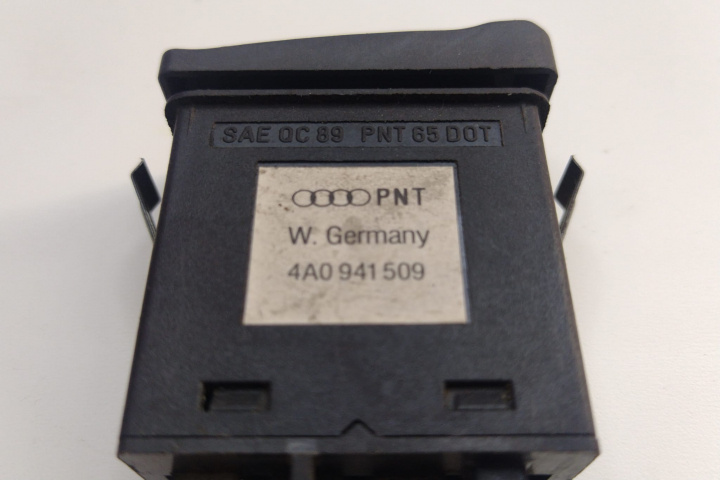 SAE QC 89 PNT 65 DOT
PNT
W. Germany
4A0 941 509